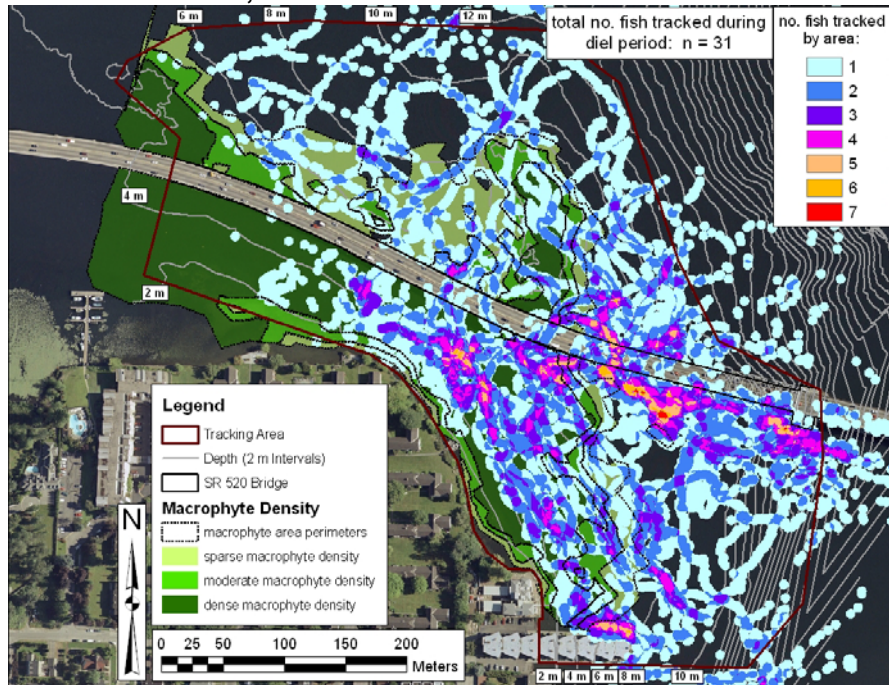 6 m
8 m
10 m
12 m
total no. fish tracked during
diel period: n = 31
no. fish tracked
by area:
1
2
3
4
5
6
7
4 m
2 m
Legend
Tracking Area
Depth (2 m Intervals)
SR 520 Bridge
Macrophyte Density
macrophyte area perimeters
sparse macrophyte density
moderate macrophyte density
dense macrophyte density
N
0 25 50 100 150 200
Meters
2 m 4 m 6 m 8 m 10 m